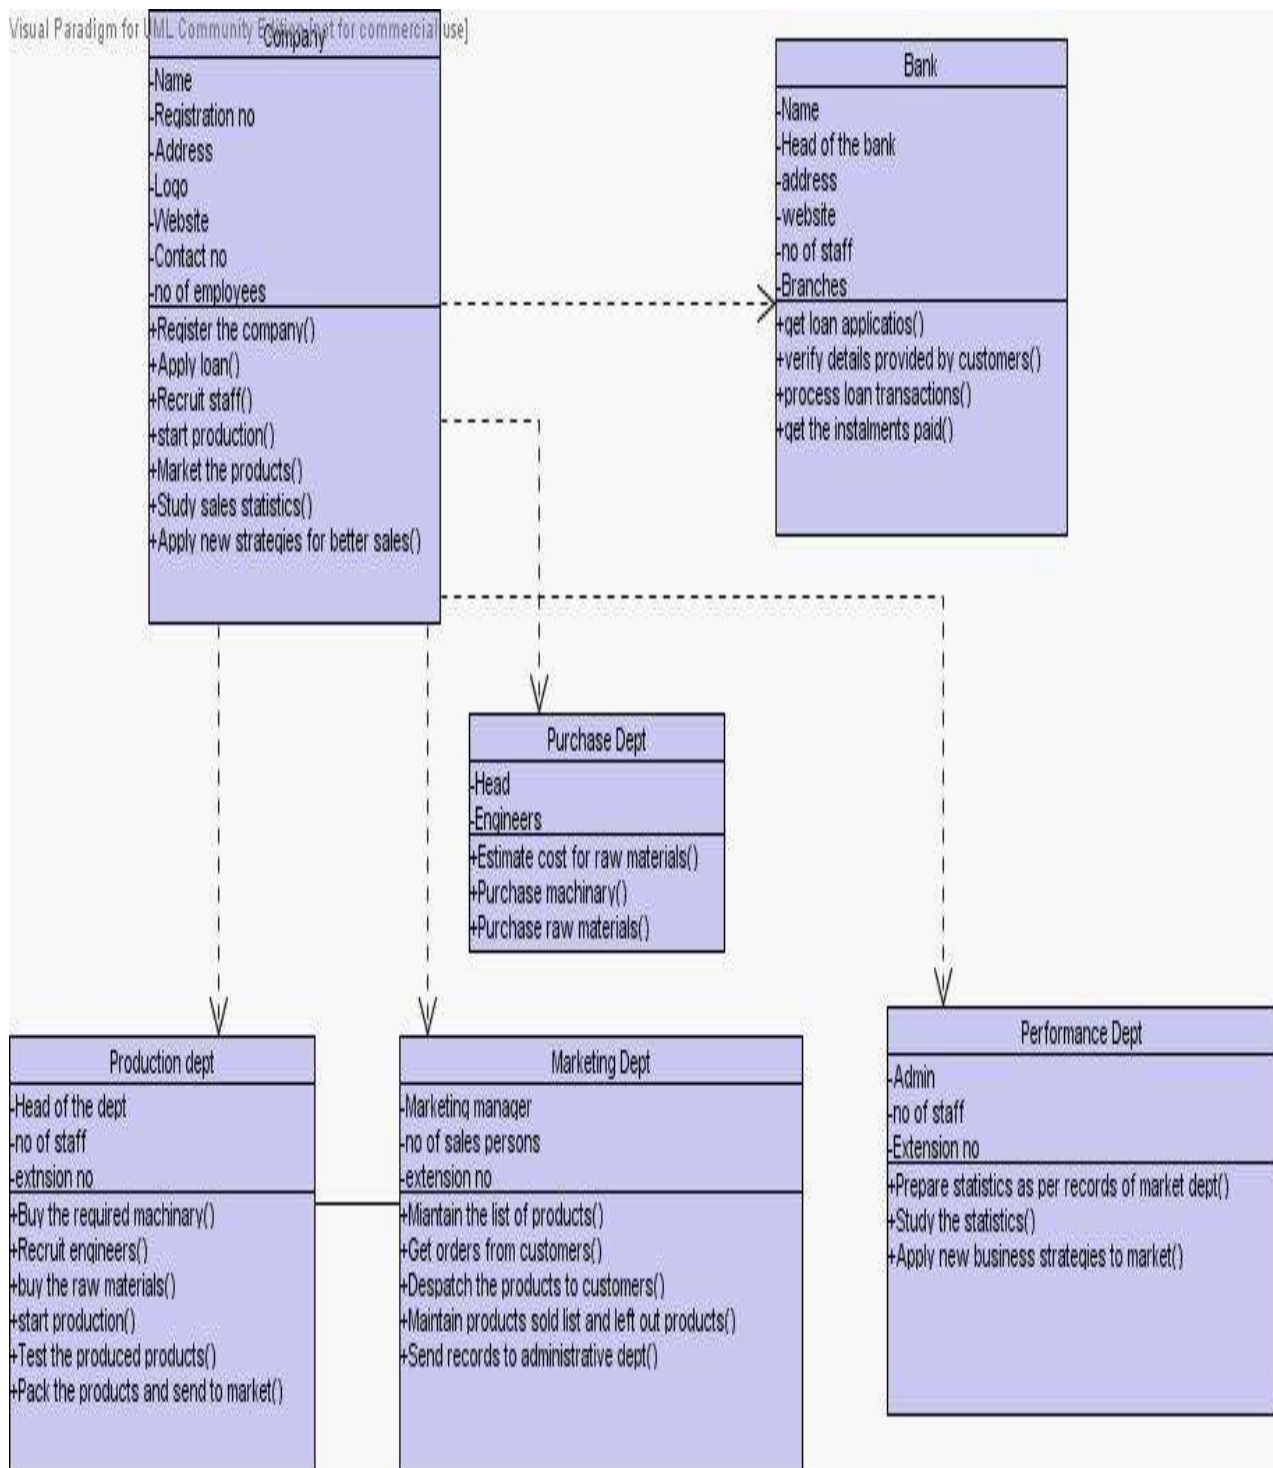 Visual Paradigm for UML Community Edition [not for commercial use]
Company
-Name
-Registration no
-Address
-Logo
-Website
-Contact no
-no of employees
+Register the company()
+Apply loan()
+Recruit staff()
+start production()
+Market the products()
+Study sales statistics()
+Apply new strategies for better sales()
Bank
-Name
-Head of the bank
-address
-website
-no of staff
-Branches
+get loan applicatios()
+verify details provided by customers()
+process loan transactions()
+get the instalments paid()
Purchase Dept
-Head
-Engineers
+Estimate cost for raw materials()
+Purchase machinary()
+Purchase raw materials()
Production dept
-Head of the dept
-no of staff
-extnsion no
+Buy the required machinary()
+Recruit engineers()
+buy the raw materials()
+start production()
+Test the produced products()
+Pack the products and send to market()
Marketing Dept
-Marketing manager
-no of sales persons
-extension no
+Miantain the list of products()
+Get orders from customers()
+Despatch the products to customers()
+Maintain products sold list and left out products()
+Send records to administrative dept()
Performance Dept
-Admin
-no of staff
-Extension no
+Prepare statistics as per records of market dept()
+Study the statistics()
+Apply new business strategies to market()